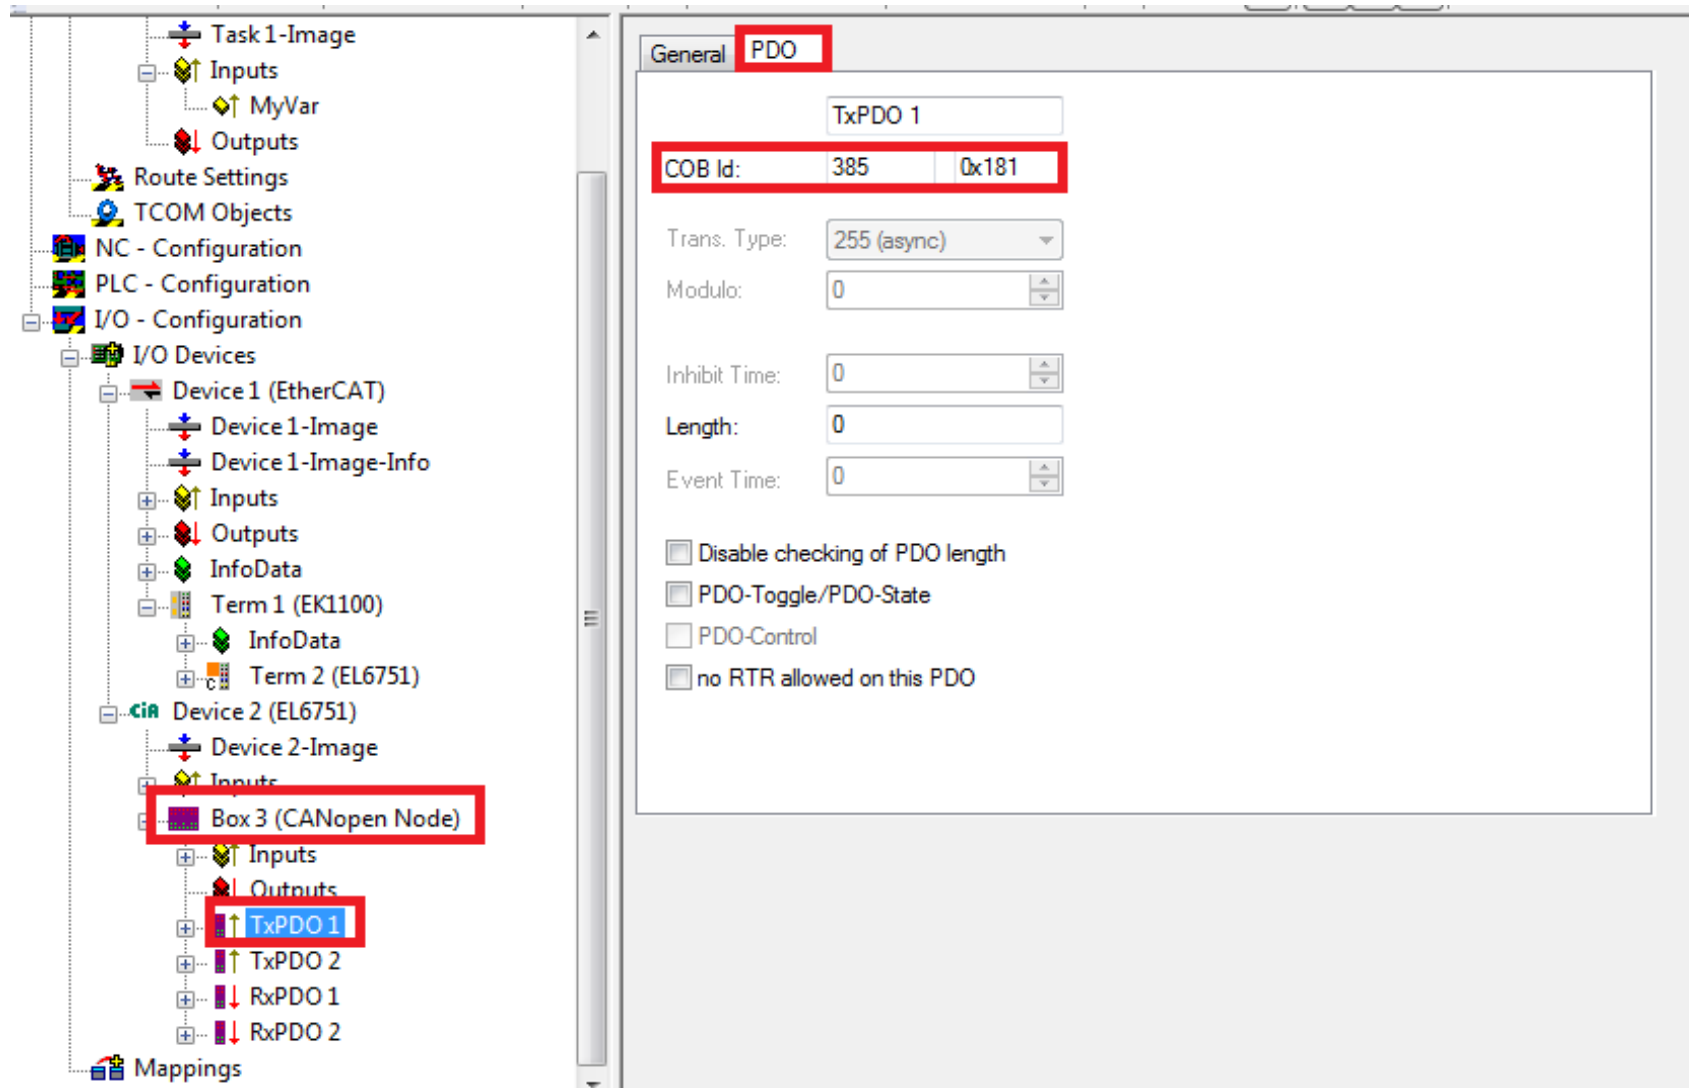 Task 1-Image
Inputs
MyVar
Outputs
Route Settings
TCOM Objects
NC - Configuration
PLC - Configuration
I/O - Configuration
I/O Devices
Device 1 (EtherCAT)
Device 1-Image
Device 1-Image-Info
Inputs
Outputs
InfoData
Term 1 (EK1100)
InfoData
C
Term 2 (EL6751)
CiA Device 2 (EL6751)
Device 2-Image
Inputs
Box 3 (CANopen Node)
Inputs
Outputs
TxPDO 1
TxPDO 2
RxPDO 1
RxPDO 2
Mappings
General PDO
TxPDO 1
COB Id: 385 0x181
Trans. Type: 255 (async)
Modulo: 0
Inhibit Time: 0
Length: 0
Event Time: 0
Disable checking of PDO length
PDO-Toggle/PDO-State
PDO-Control
no RTR allowed on this PDO